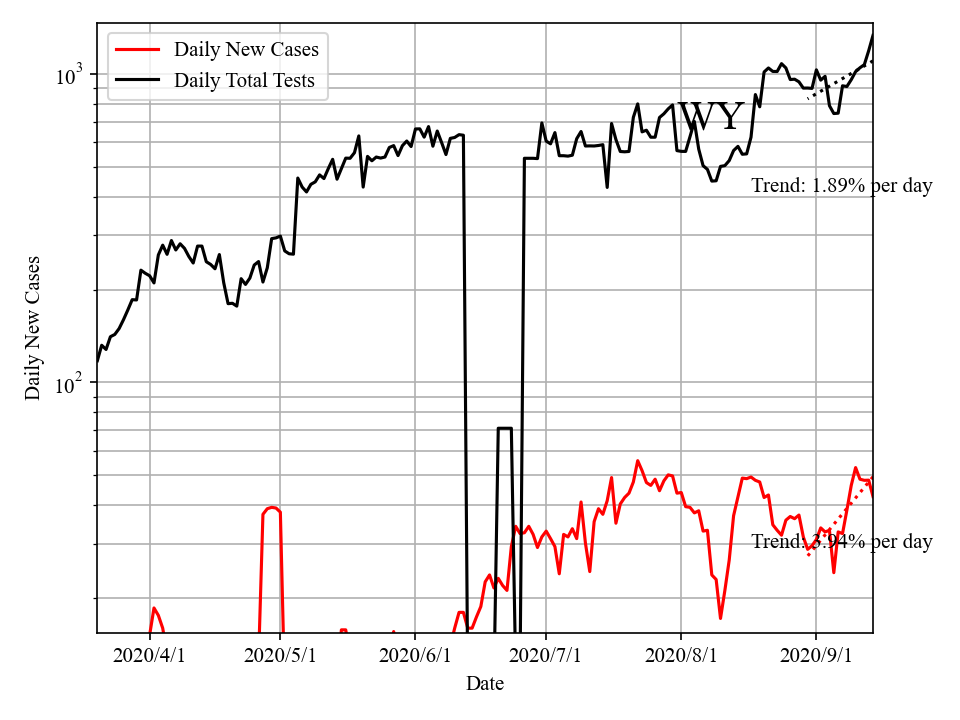 Daily New Cases
Daily Total Tests
10³
WY
Trend: 1.89% per day
Daily New Cases
10²
Trend: 3.94% per day
2020/4/1 2020/5/1 2020/6/1 2020/7/1 2020/8/1 2020/9/1
Date